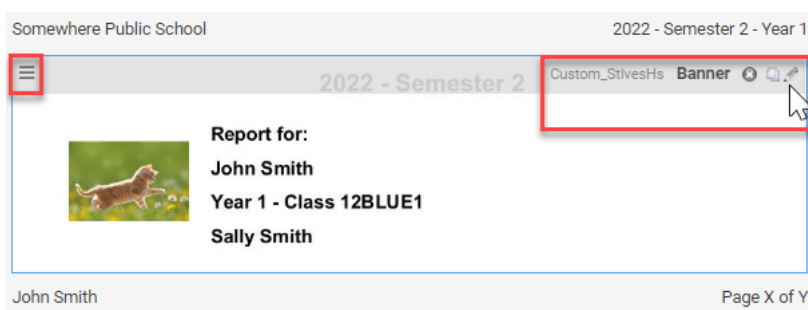 Somewhere Public School 2022 - Semester 2 - Year 1
2022 - Semester 2 Custom_StIvesHs Banner
Report for:
John Smith
Year 1 - Class 12BLUE1
Sally Smith
John Smith Page X of Y